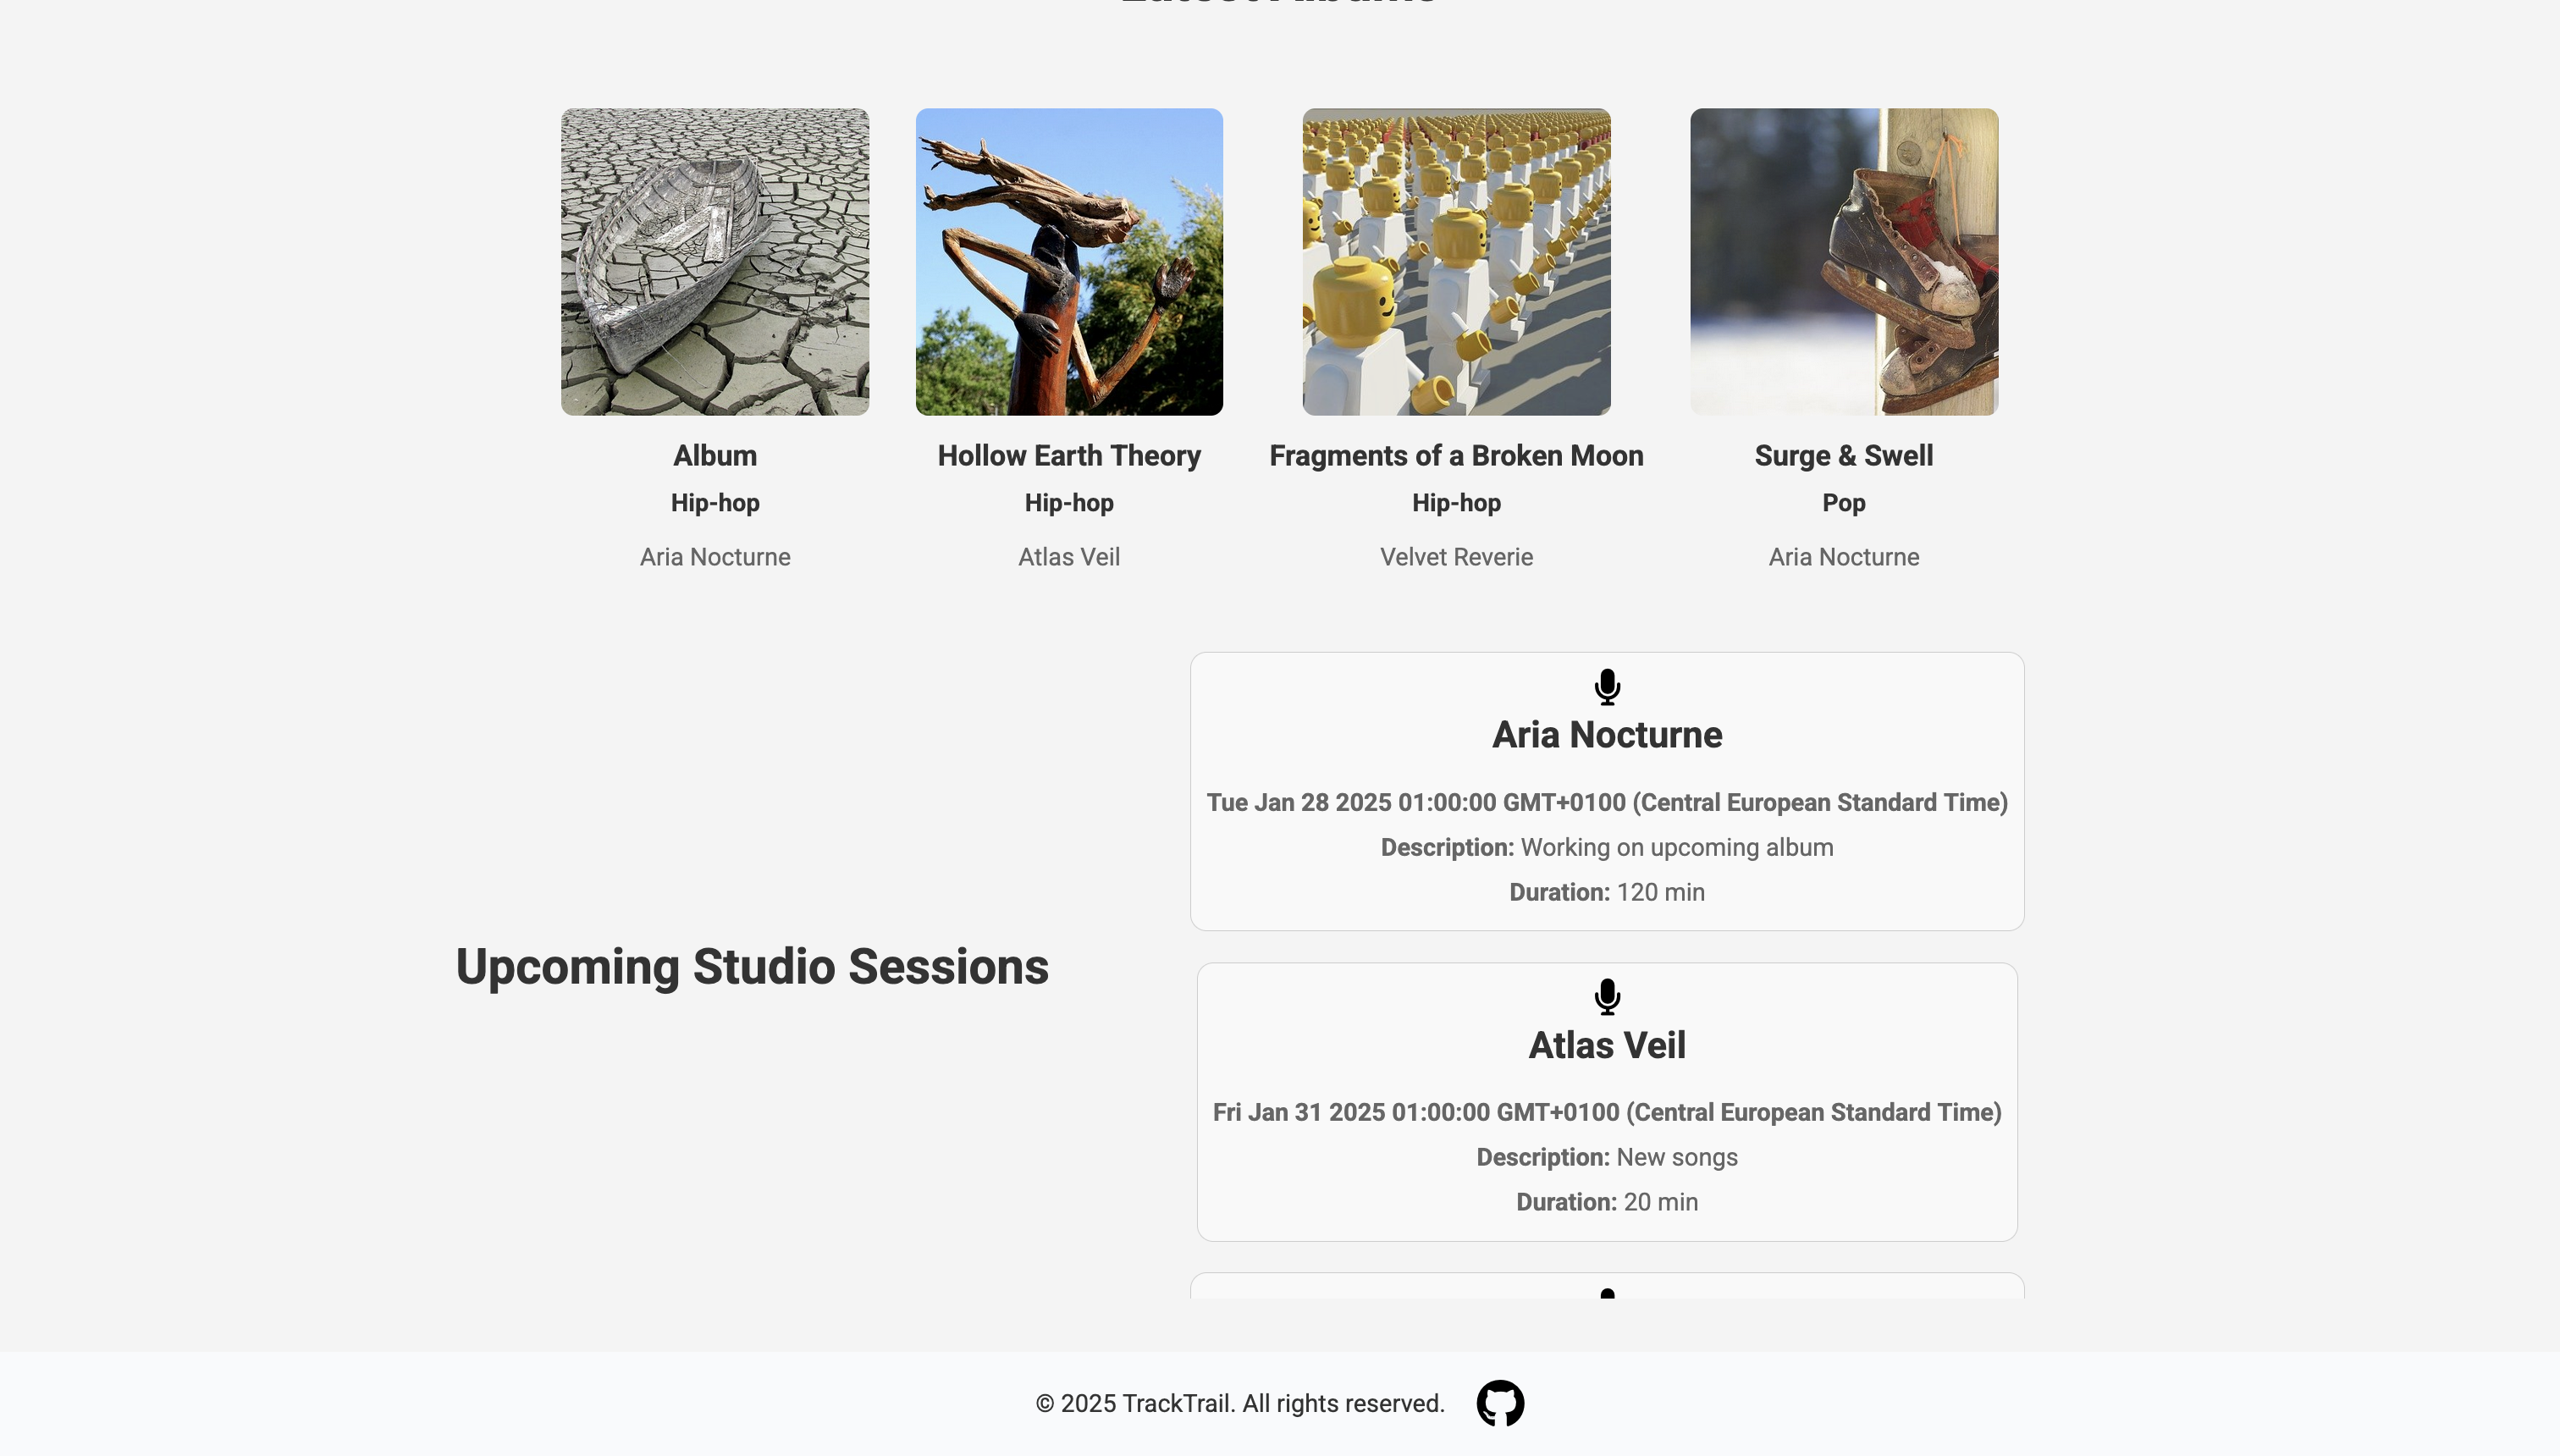 Latest Albums
Album
Hip-hop
Aria Nocturne
Hollow Earth Theory
Hip-hop
Atlas Veil
Fragments of a Broken Moon
Hip-hop
Velvet Reverie
Surge & Swell
Pop
Aria Nocturne
Upcoming Studio Sessions
Aria Nocturne
Tue Jan 28 2025 01:00:00 GMT+0100 (Central European Standard Time)
Description: Working on upcoming album
Duration: 120 min
Atlas Veil
Fri Jan 31 2025 01:00:00 GMT+0100 (Central European Standard Time)
Description: New songs
Duration: 20 min
© 2025 TrackTrail. All rights reserved.